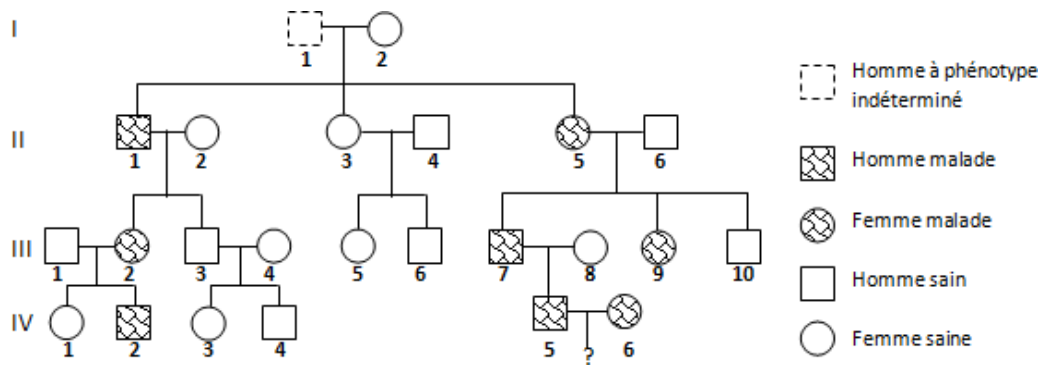 I
1 2
II
1 2 3 4 5 6
III
1 2 3 4 5 6 7 8 9 10
IV
1 2 3 4 5 6
?
Homme à phénotype
indéterminé
Homme malade
Femme malade
Homme sain
Femme saine